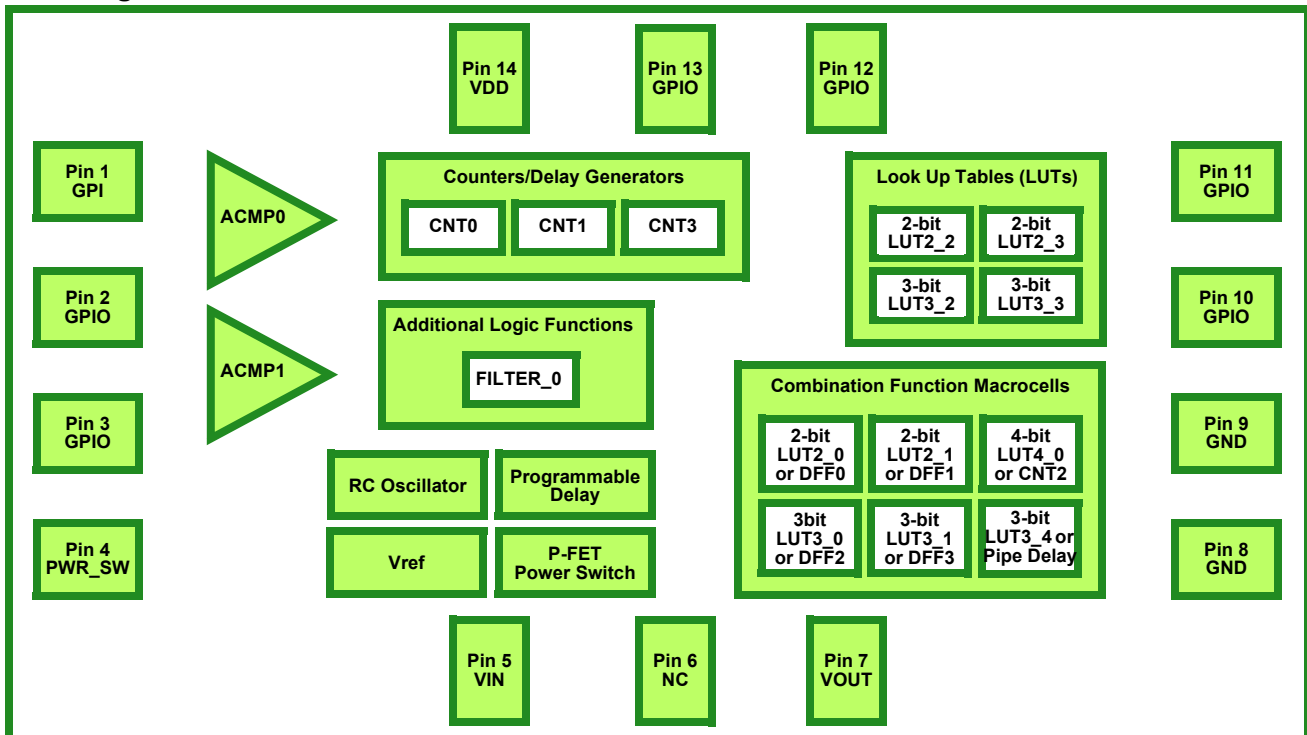 Pin 14
VDD
Pin 13
GPIO
Pin 12
GPIO
Pin 1
GPI
Pin 2
GPIO
Pin 3
GPIO
Pin 4
PWR_SW
ACMP0
ACMP1
Counters/Delay Generators
CNT0
CNT1
CNT3
Additional Logic Functions
FILTER_0
RC Oscillator
Programmable
Delay
Vref
P-FET
Power Switch
Look Up Tables (LUTs)
2-bit
LUT2_2
2-bit
LUT2_3
3-bit
LUT3_2
3-bit
LUT3_3
Combination Function Macrocells
2-bit
LUT2_0
or DFF0
2-bit
LUT2_1
or DFF1
4-bit
LUT4_0
or CNT2
3bit
LUT3_0
or DFF2
3-bit
LUT3_1
or DFF3
3-bit
LUT3_4 or
Pipe Delay
Pin 11
GPIO
Pin 10
GPIO
Pin 9
GND
Pin 8
GND
Pin 5
VIN
Pin 6
NC
Pin 7
VOUT